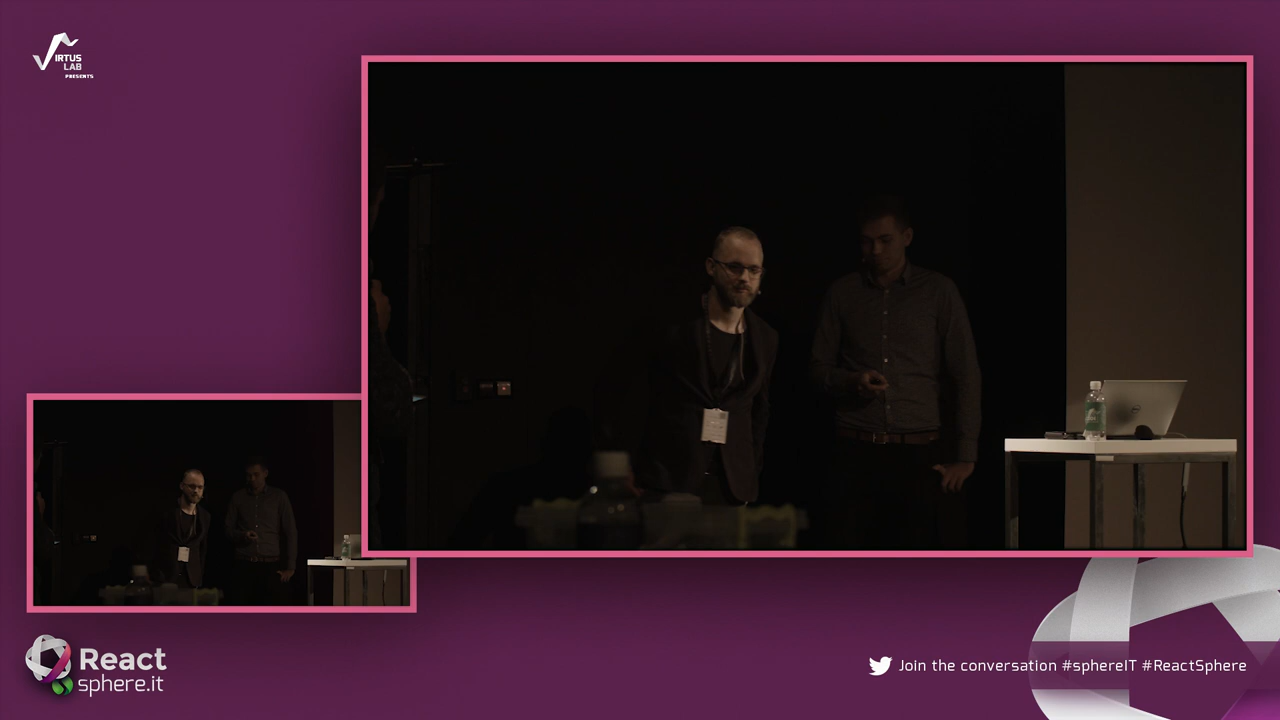 VIRTUS
LAB
PRESENTS
React
sphere.it
Join the conversation #sphereIT #ReactSphere